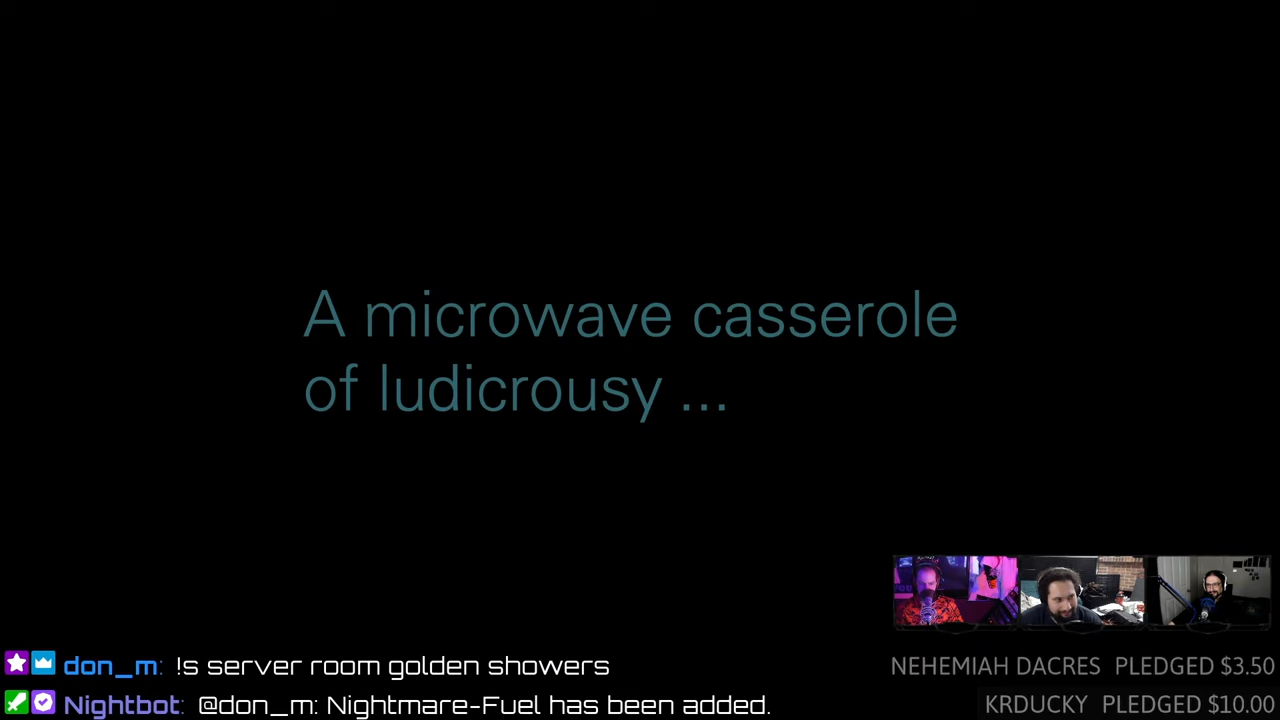 A microwave casserole
of ludicrousy ...
don_m: !s server room golden showers
Nightbot: @don_m: Nightmare-Fuel has been added.
NEHEMIAH DACRES PLEDGED $3.50
KRDUCKY PLEDGED $10.00